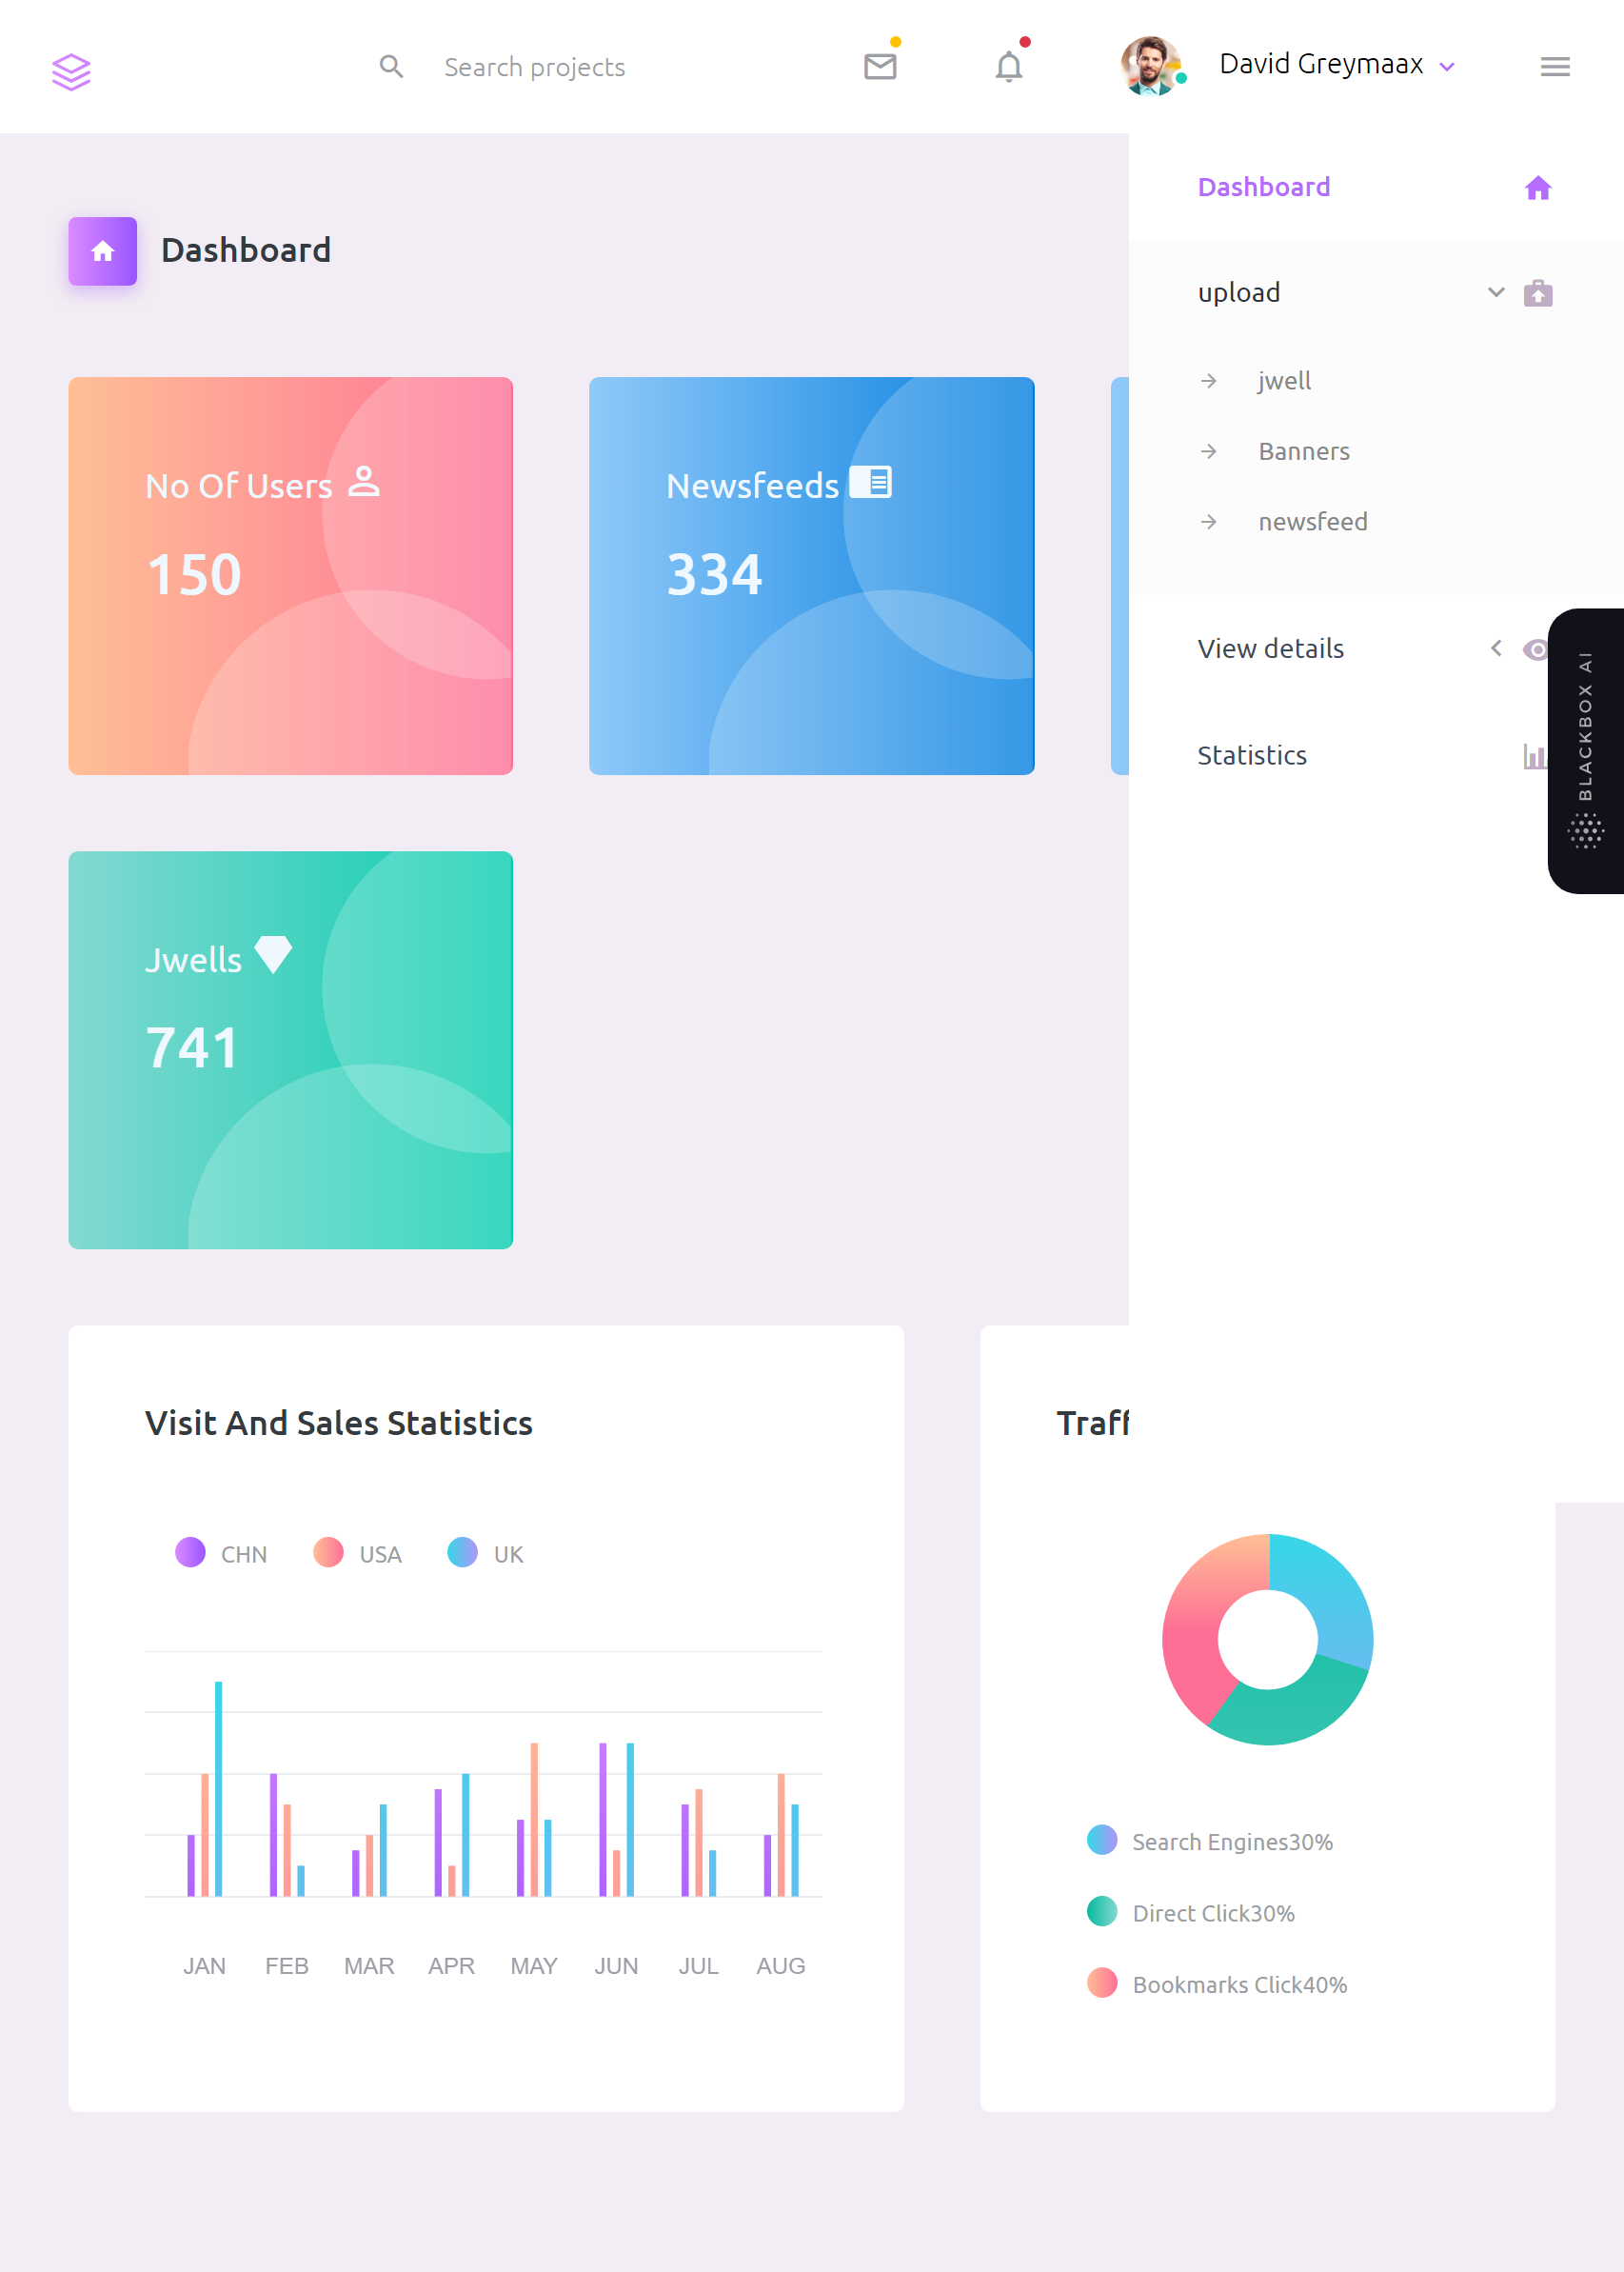 Search projects
David Greymaax
Dashboard
upload
jwell
Banners
newsfeed
View details
Statistics
BLACKBOX AI
Dashboard
No Of Users
150
Newsfeeds
334
Jwells
741
Visit And Sales Statistics
CHN USA UK
JAN FEB MAR APR MAY JUN JUL AUG
Traff
Search Engines30%
Direct Click30%
Bookmarks Click40%